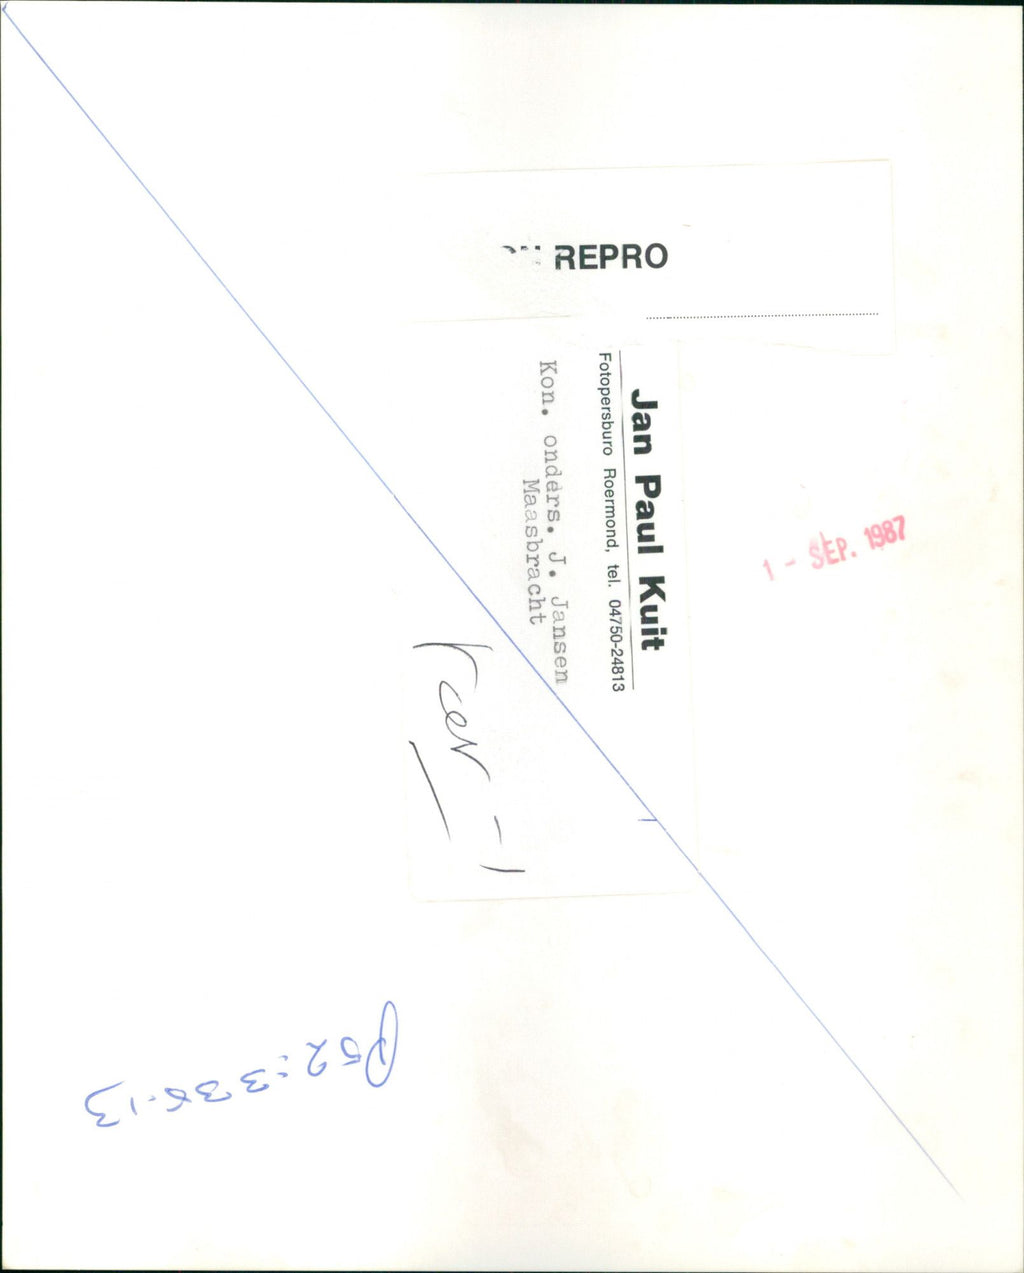 REPRO
Jan Paul Kuit
Fotopersburo Roermond, tel. 04750-24813
Kon. onders. J. Jansen
Maasbracht
1 - SEP. 1987